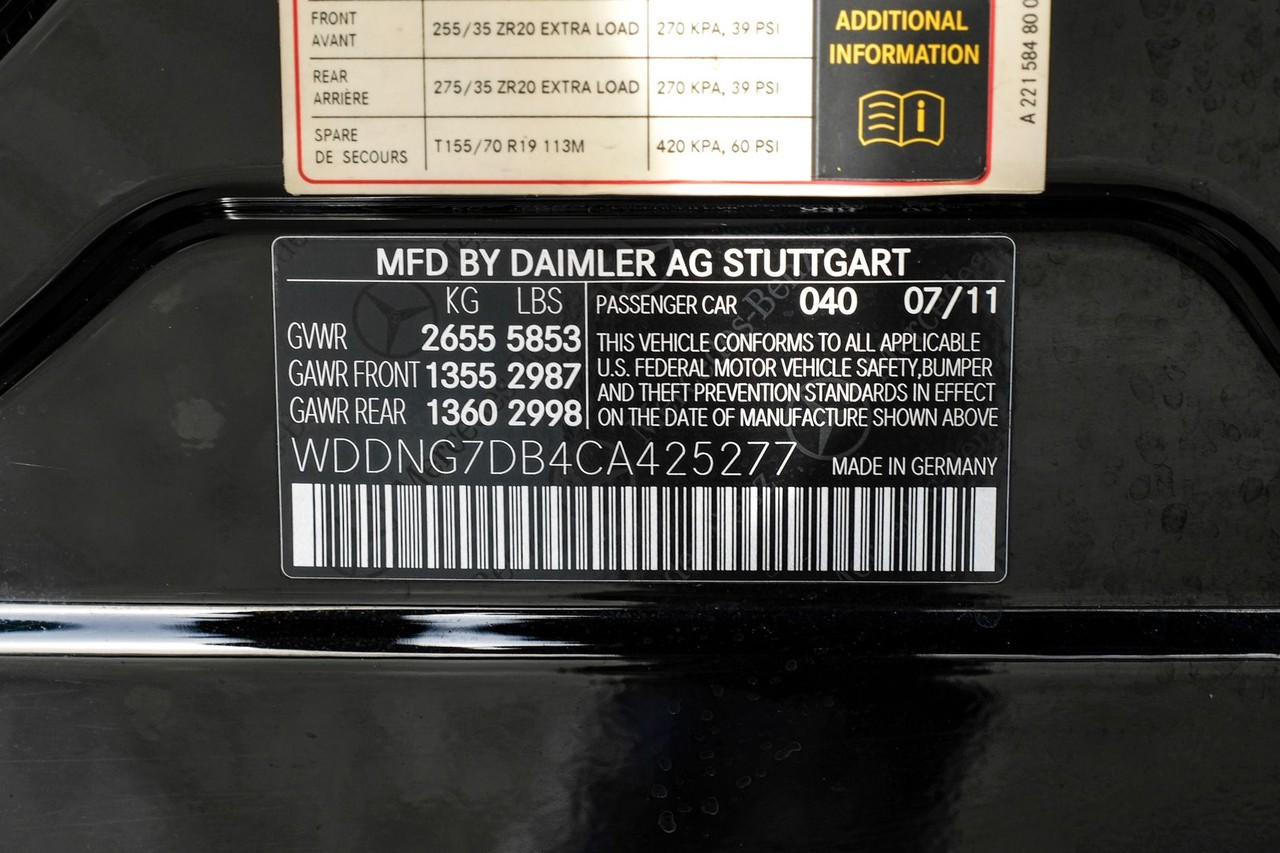 FRONT
AVANT
255/35 ZR20 EXTRA LOAD
270 KPA, 39 PSI
REAR
ARRIÈRE
275/35 ZR20 EXTRA LOAD
270 KPA, 39 PSI
SPARE
DE SECOURS
T155/70 R19 113M
420 KPA, 60 PSI
ADDITIONAL
INFORMATION
A 221 584 80 0
MFD BY DAIMLER AG STUTTGART
KG LBS
GVWR 2655 5853
GAWR FRONT 1355 2987
GAWR REAR 1360 2998
PASSENGER CAR 040 07/11
THIS VEHICLE CONFORMS TO ALL APPLICABLE
U.S. FEDERAL MOTOR VEHICLE SAFETY,BUMPER
AND THEFT PREVENTION STANDARDS IN EFFECT
ON THE DATE OF MANUFACTURE SHOWN ABOVE
WDDNG7DB4CA425277
MADE IN GERMANY